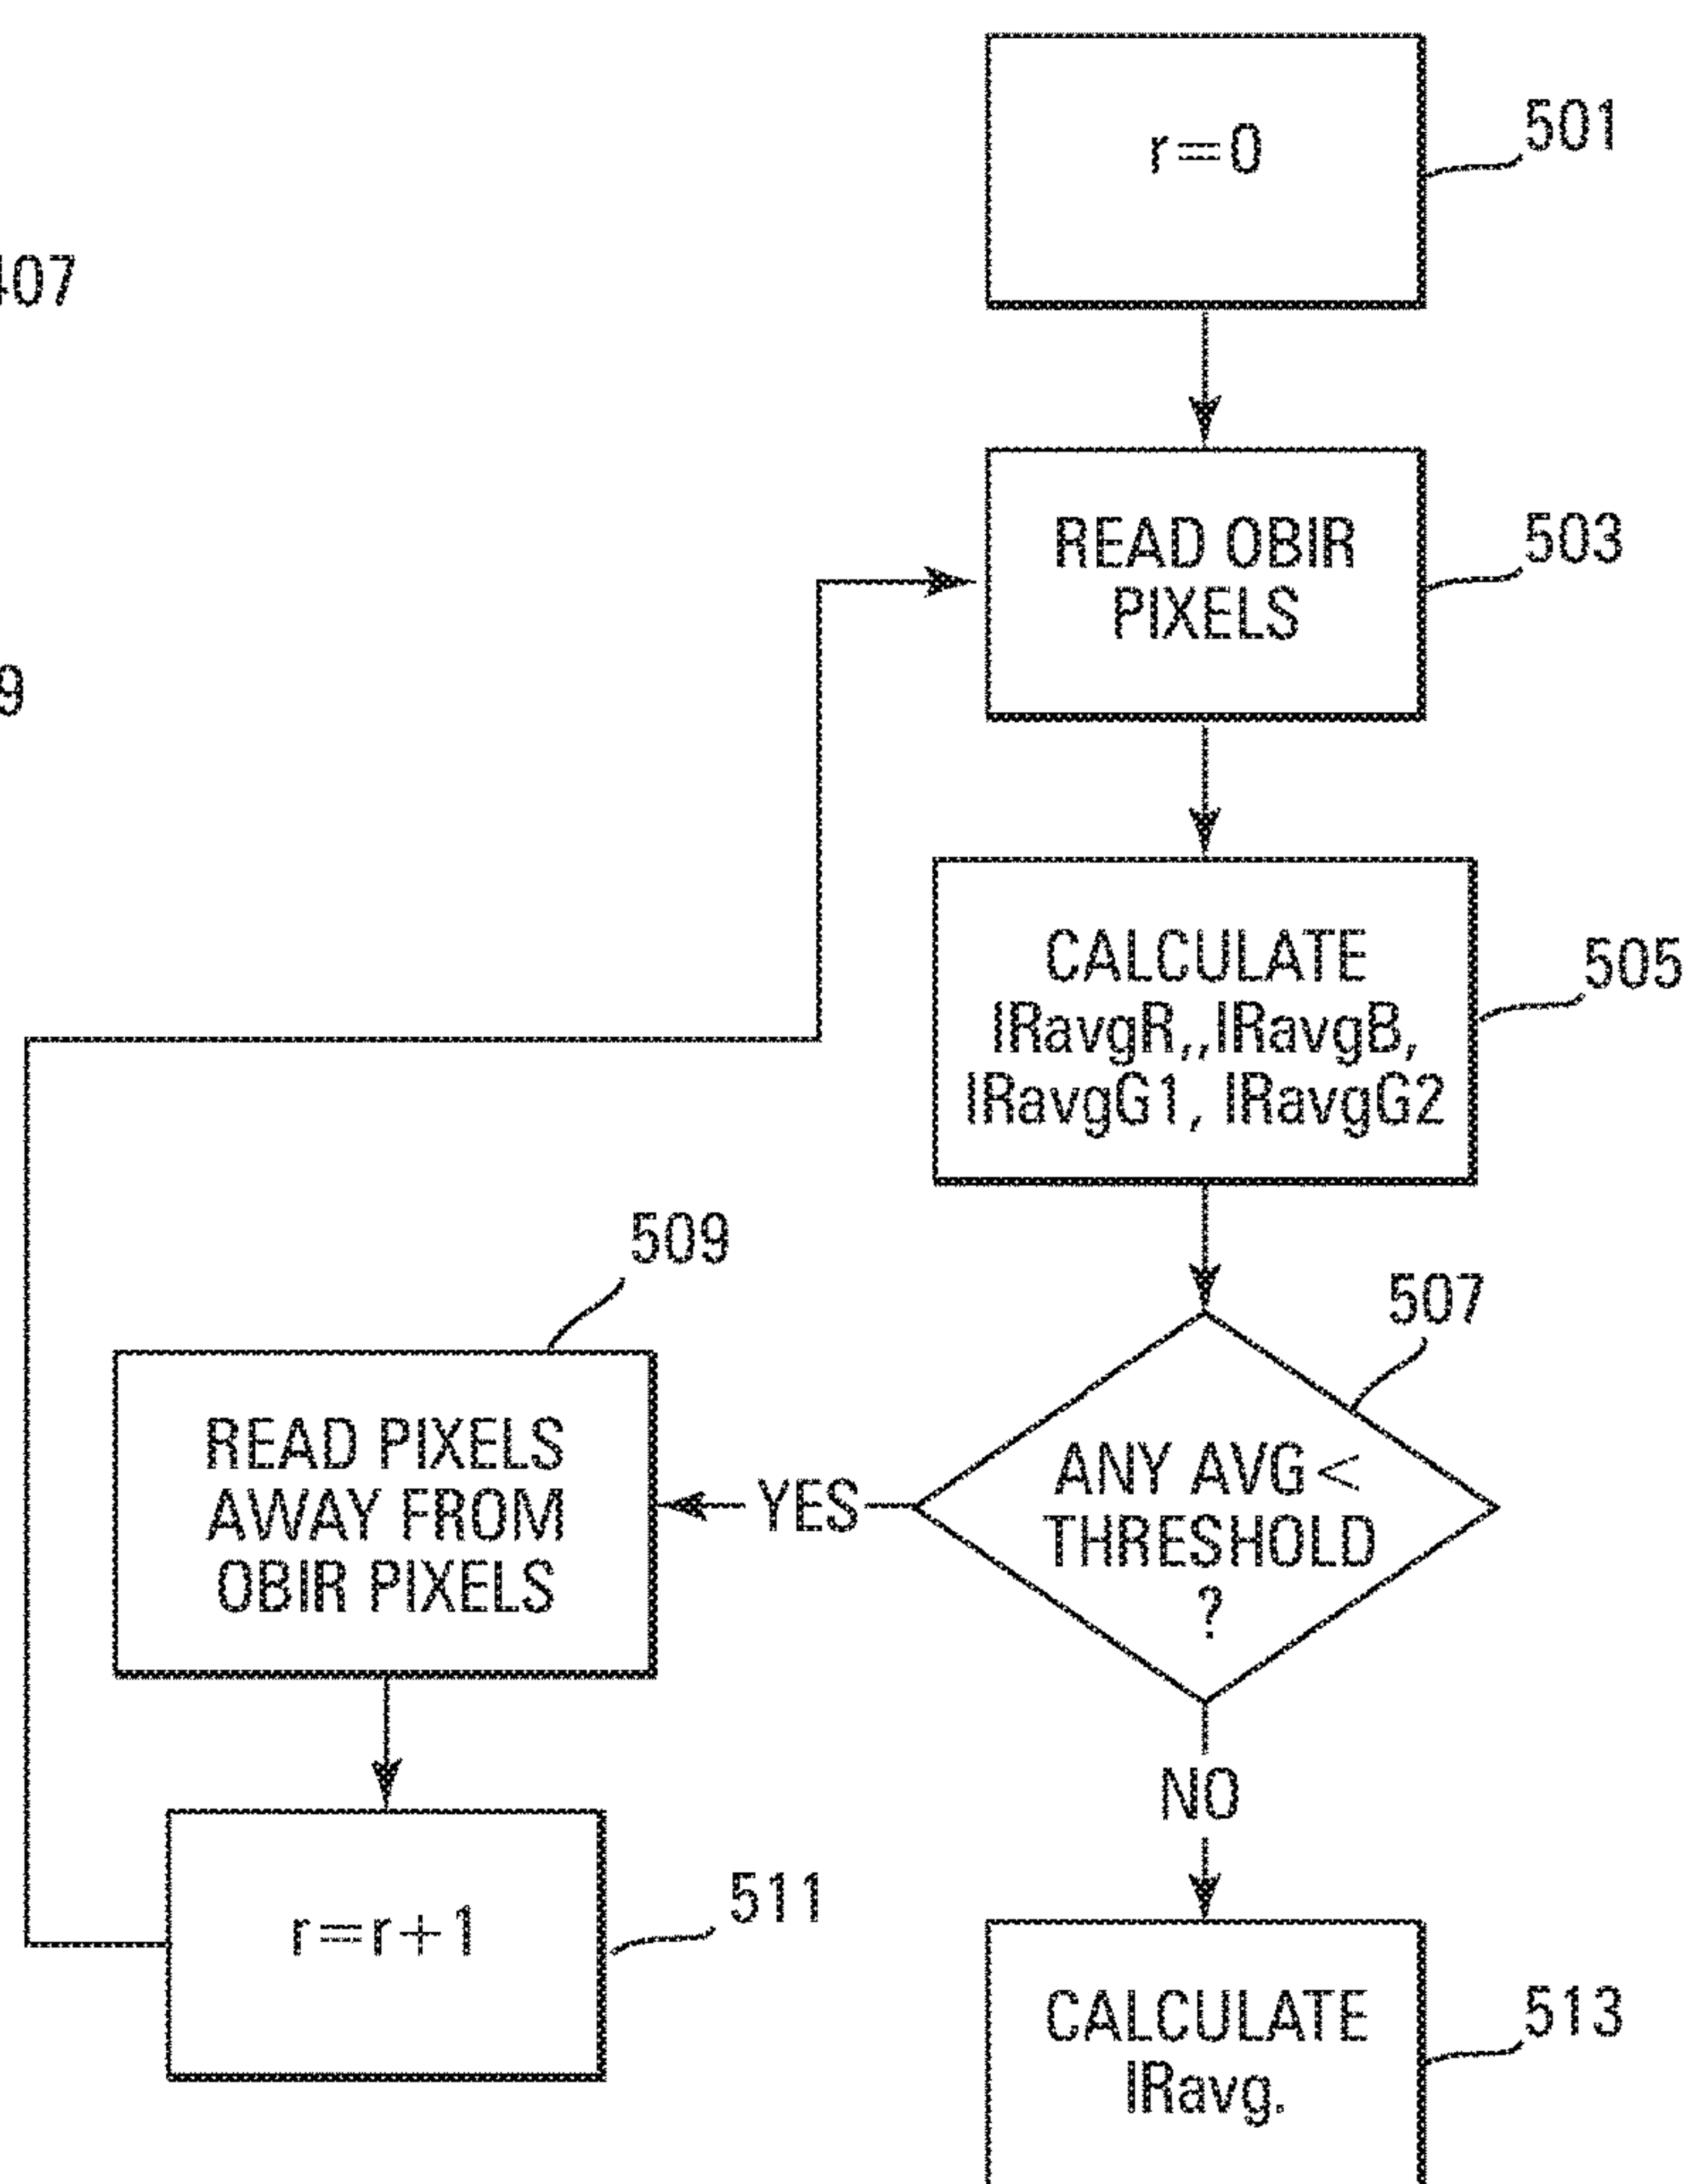 r=0
501
407
READ OBIR
PIXELS
503
9
CALCULATE
IRavgR,,IRavgB,
IRavgG1, IRavgG2
505
509
507
READ PIXELS
AWAY FROM
OBIR PIXELS
YES
ANY AVG <
THRESHOLD
?
NO
r=r+1
511
CALCULATE
IRavg.
513